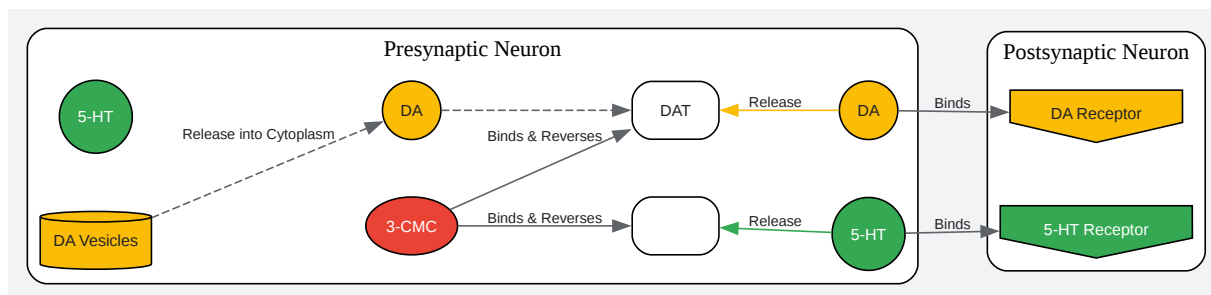 Presynaptic Neuron
Postsynaptic Neuron
5-HT
Release into Cytoplasm
DA
DAT
Release
DA
Binds
DA Receptor
Binds & Reverses
DA Vesicles
3-CMC
Binds & Reverses
Release
5-HT
Binds
5-HT Receptor